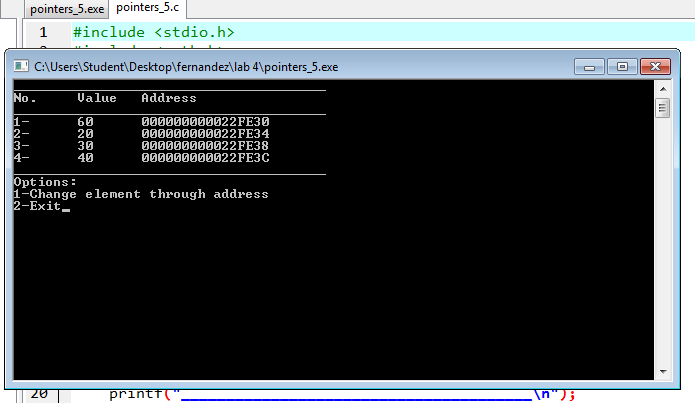 pointers_5.exe pointers_5.c
1 #include <stdio.h>
C:\Users\Student\Desktop\fernandez\lab 4\pointers_5.exe
No. Value Address
1- 60 000000000022FE30
2- 20 000000000022FE34
3- 30 000000000022FE38
4- 40 000000000022FE3C
Options:
1-Change element through address
2-Exit_
20 printf("________________________________________\n");